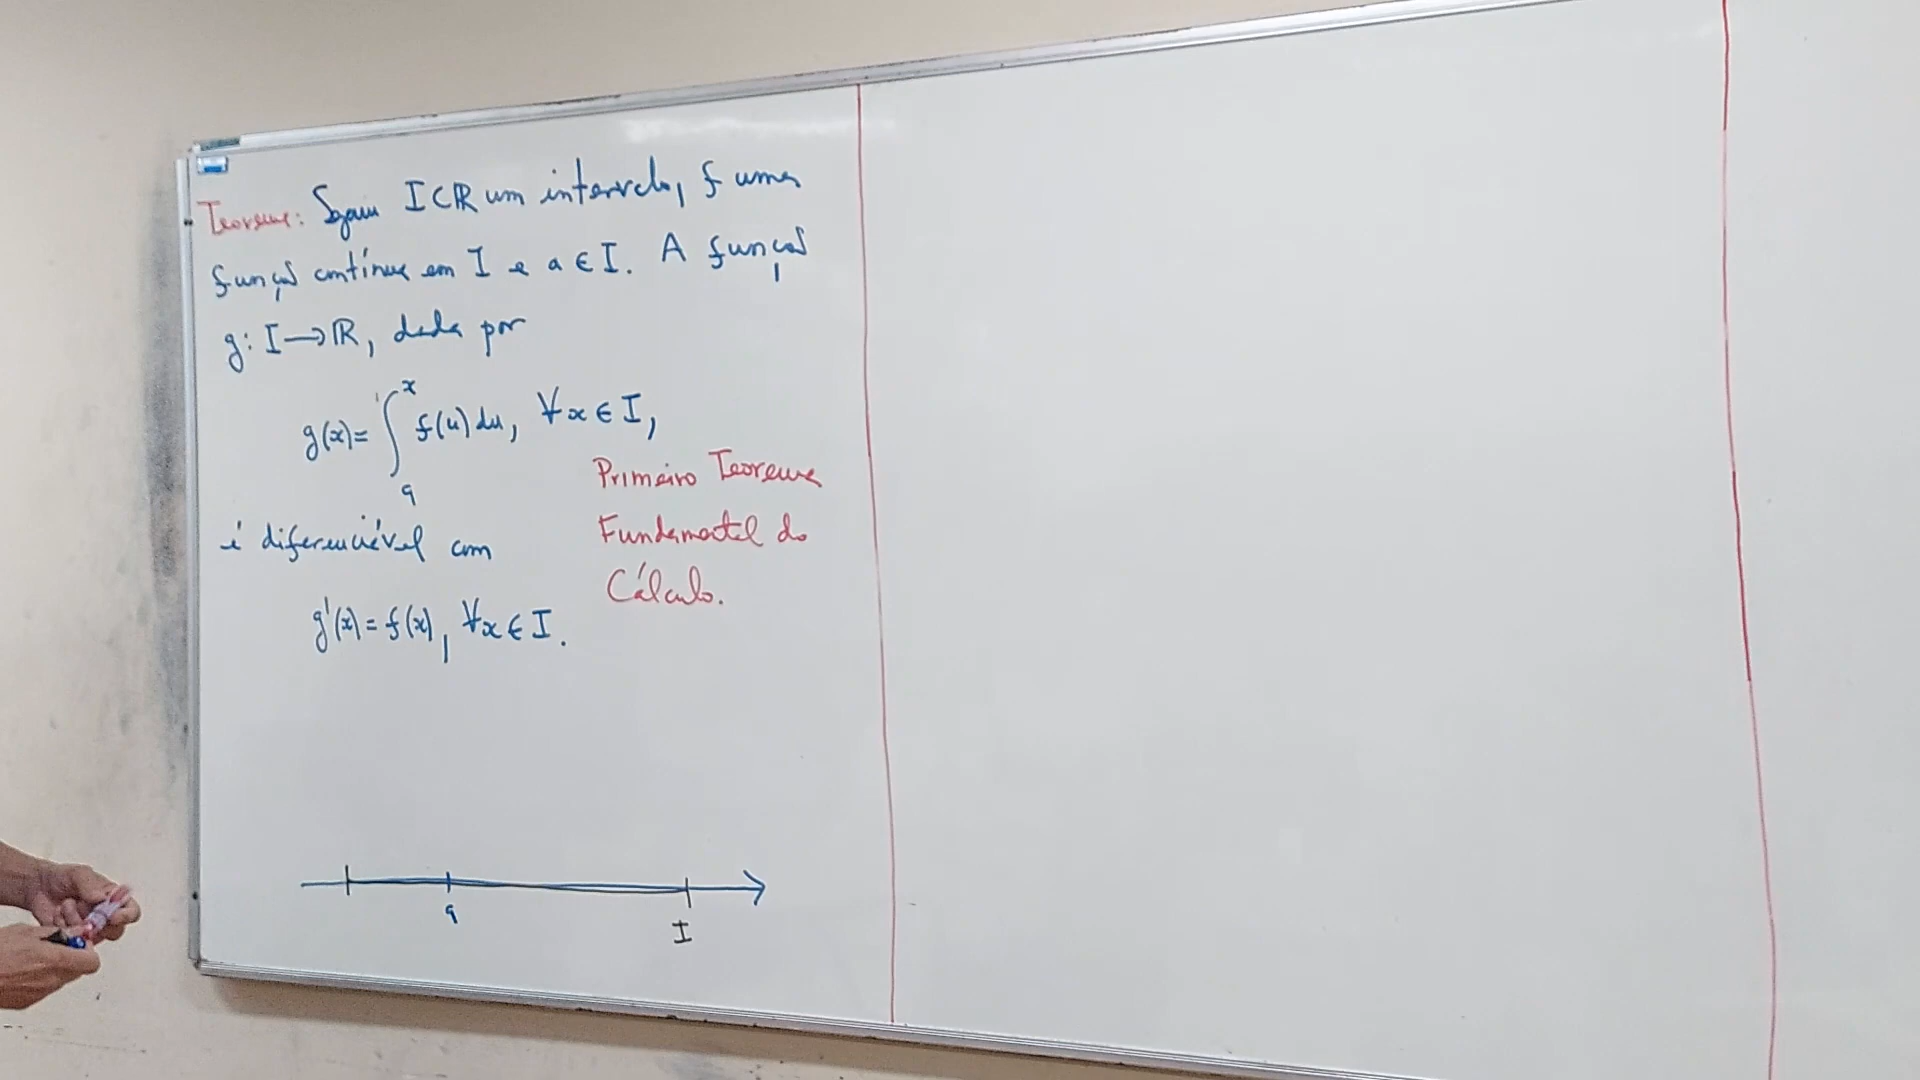 Teorema: Sejam I⊂ℝ um intervalo, f uma
função contínua em I e a ∈ I. A função
g: I→ℝ, dada por
g(x)=∫_a^x f(u)du, ∀x∈I,
é diferenciável com
g'(x)=f(x), ∀x∈I.
Primeiro Teorema
Fundamental do
Cálculo.
a
I